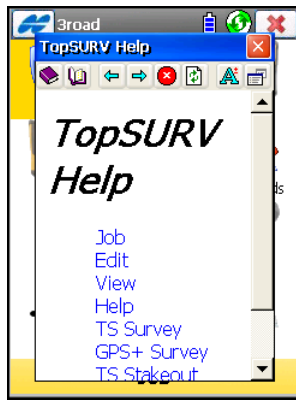 3road
TopSURV Help
TopSURV
Help
Job
Edit
View
Help
TS Survey
GPS+ Survey
TS Stakeout